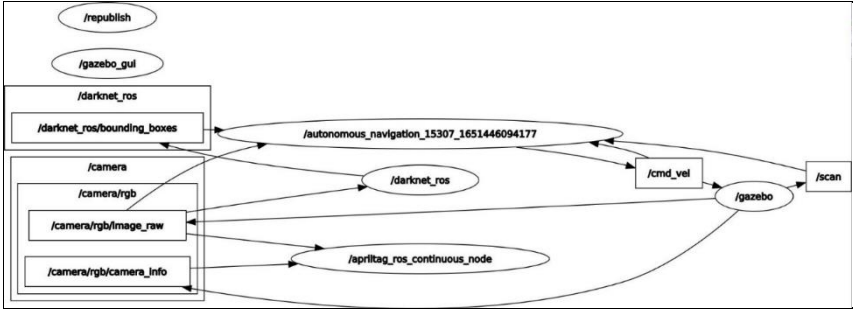 /republish
/gazebo_gui
/darknet_ros
/darknet_ros/bounding_boxes
/autonomous_navigation_15307_1651446094177
/camera
/camera/rgb
/darknet_ros
/cmd_vel
/scan
/gazebo
/camera/rgb/image_raw
/apriltag_ros_continuous_node
/camera/rgb/camera_info